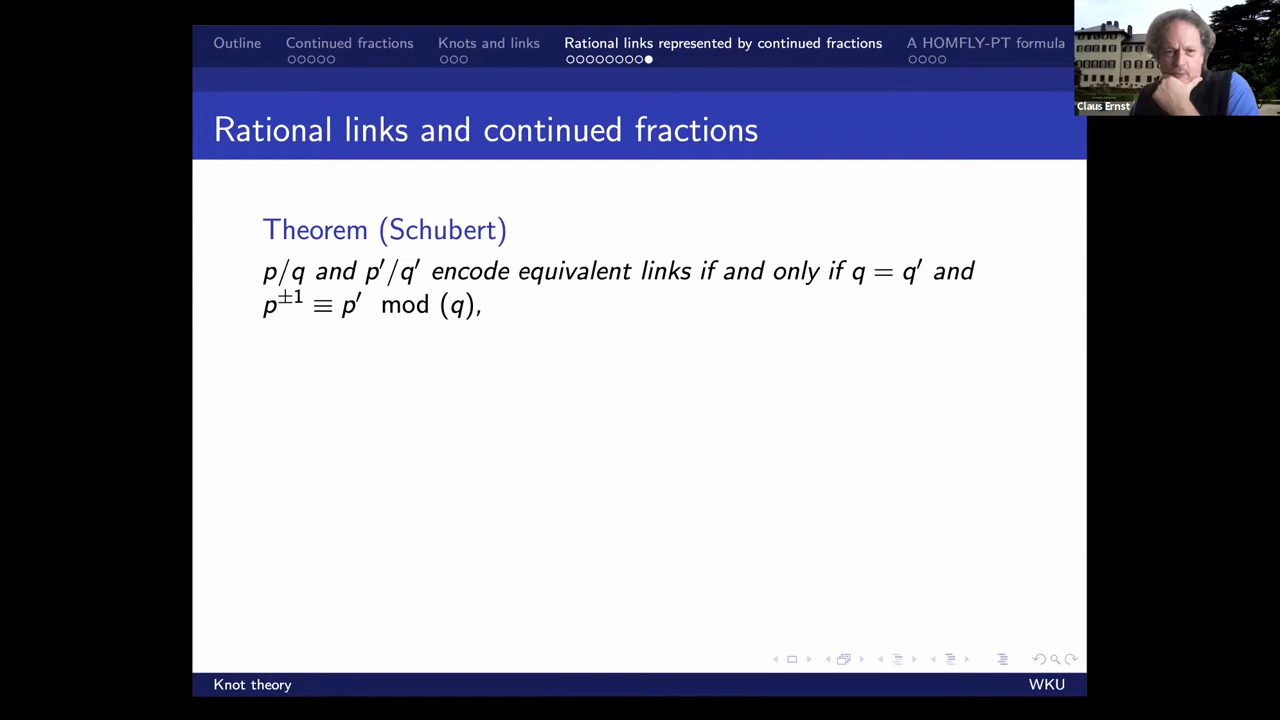 Outline
Continued fractions
Knots and links
Rational links represented by continued fractions
A HOMFLY-PT formula
Claus Ernst
Rational links and continued fractions
Theorem (Schubert)
p/q and p′/q′ encode equivalent links if and only if q = q′ and
p±1 ≡ p′ mod (q),
Knot theory
WKU